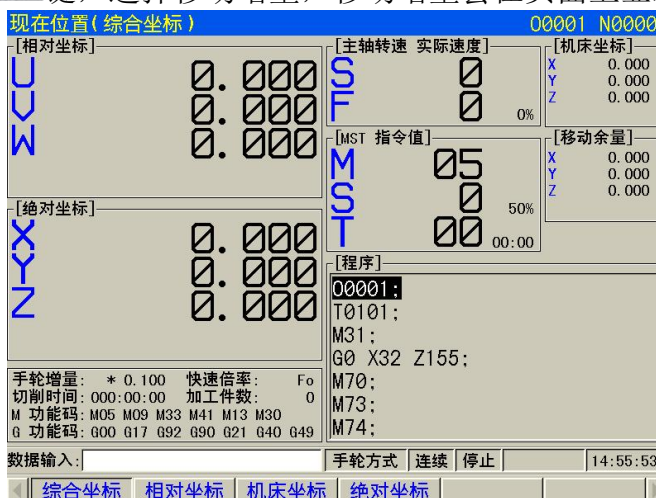 现在位置(综合坐标) O0001 N0000
[相对坐标]
U 0.000
V 0.000
W 0.000
[绝对坐标]
X 0.000
Y 0.000
Z 0.000
手轮增量: * 0.100 快速倍率: Fo
切削时间: 000:00:00 加工件数: 0
M 功能码: M05 M09 M33 M41 M13 M30
G 功能码: G00 G17 G92 G90 G21 G40 G49
[主轴转速 实际速度]
S 0
F 0 0%
[MST 指令值]
M 05
S 0 50%
T 00 00:00
[机床坐标]
X 0.000
Y 0.000
Z 0.000
[移动余量]
X 0.000
Y 0.000
Z 0.000
[程序]
O0001;
T0101;
M31;
G0 X32 Z155;
M70;
M73;
M74;
数据输入: 手轮方式 连续 停止 14:55:53
综合坐标 相对坐标 机床坐标 绝对坐标